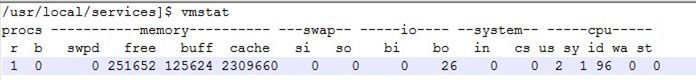 /usr/local/services]$ vmstat
procs -----------memory---------- ---swap-- -----io---- --system-- -----cpu-----
 r  b   swpd   free   buff  cache   si   so    bi    bo   in   cs us sy id wa st
 1  0      0 251652 125624 2309660    0    0     0    26    0    0  2  1 96  0  0